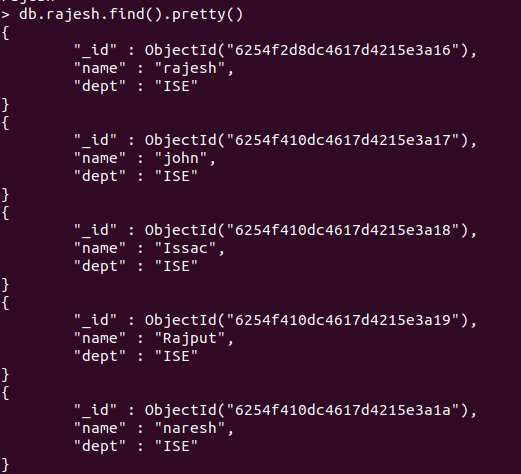 > db.rajesh.find().pretty()
{
"_id" : ObjectId("6254f2d8dc4617d4215e3a16"),
"name" : "rajesh",
"dept" : "ISE"
}
{
"_id" : ObjectId("6254f410dc4617d4215e3a17"),
"name" : "john",
"dept" : "ISE"
}
{
"_id" : ObjectId("6254f410dc4617d4215e3a18"),
"name" : "Issac",
"dept" : "ISE"
}
{
"_id" : ObjectId("6254f410dc4617d4215e3a19"),
"name" : "Rajput",
"dept" : "ISE"
}
{
"_id" : ObjectId("6254f410dc4617d4215e3a1a"),
"name" : "naresh",
"dept" : "ISE"
}